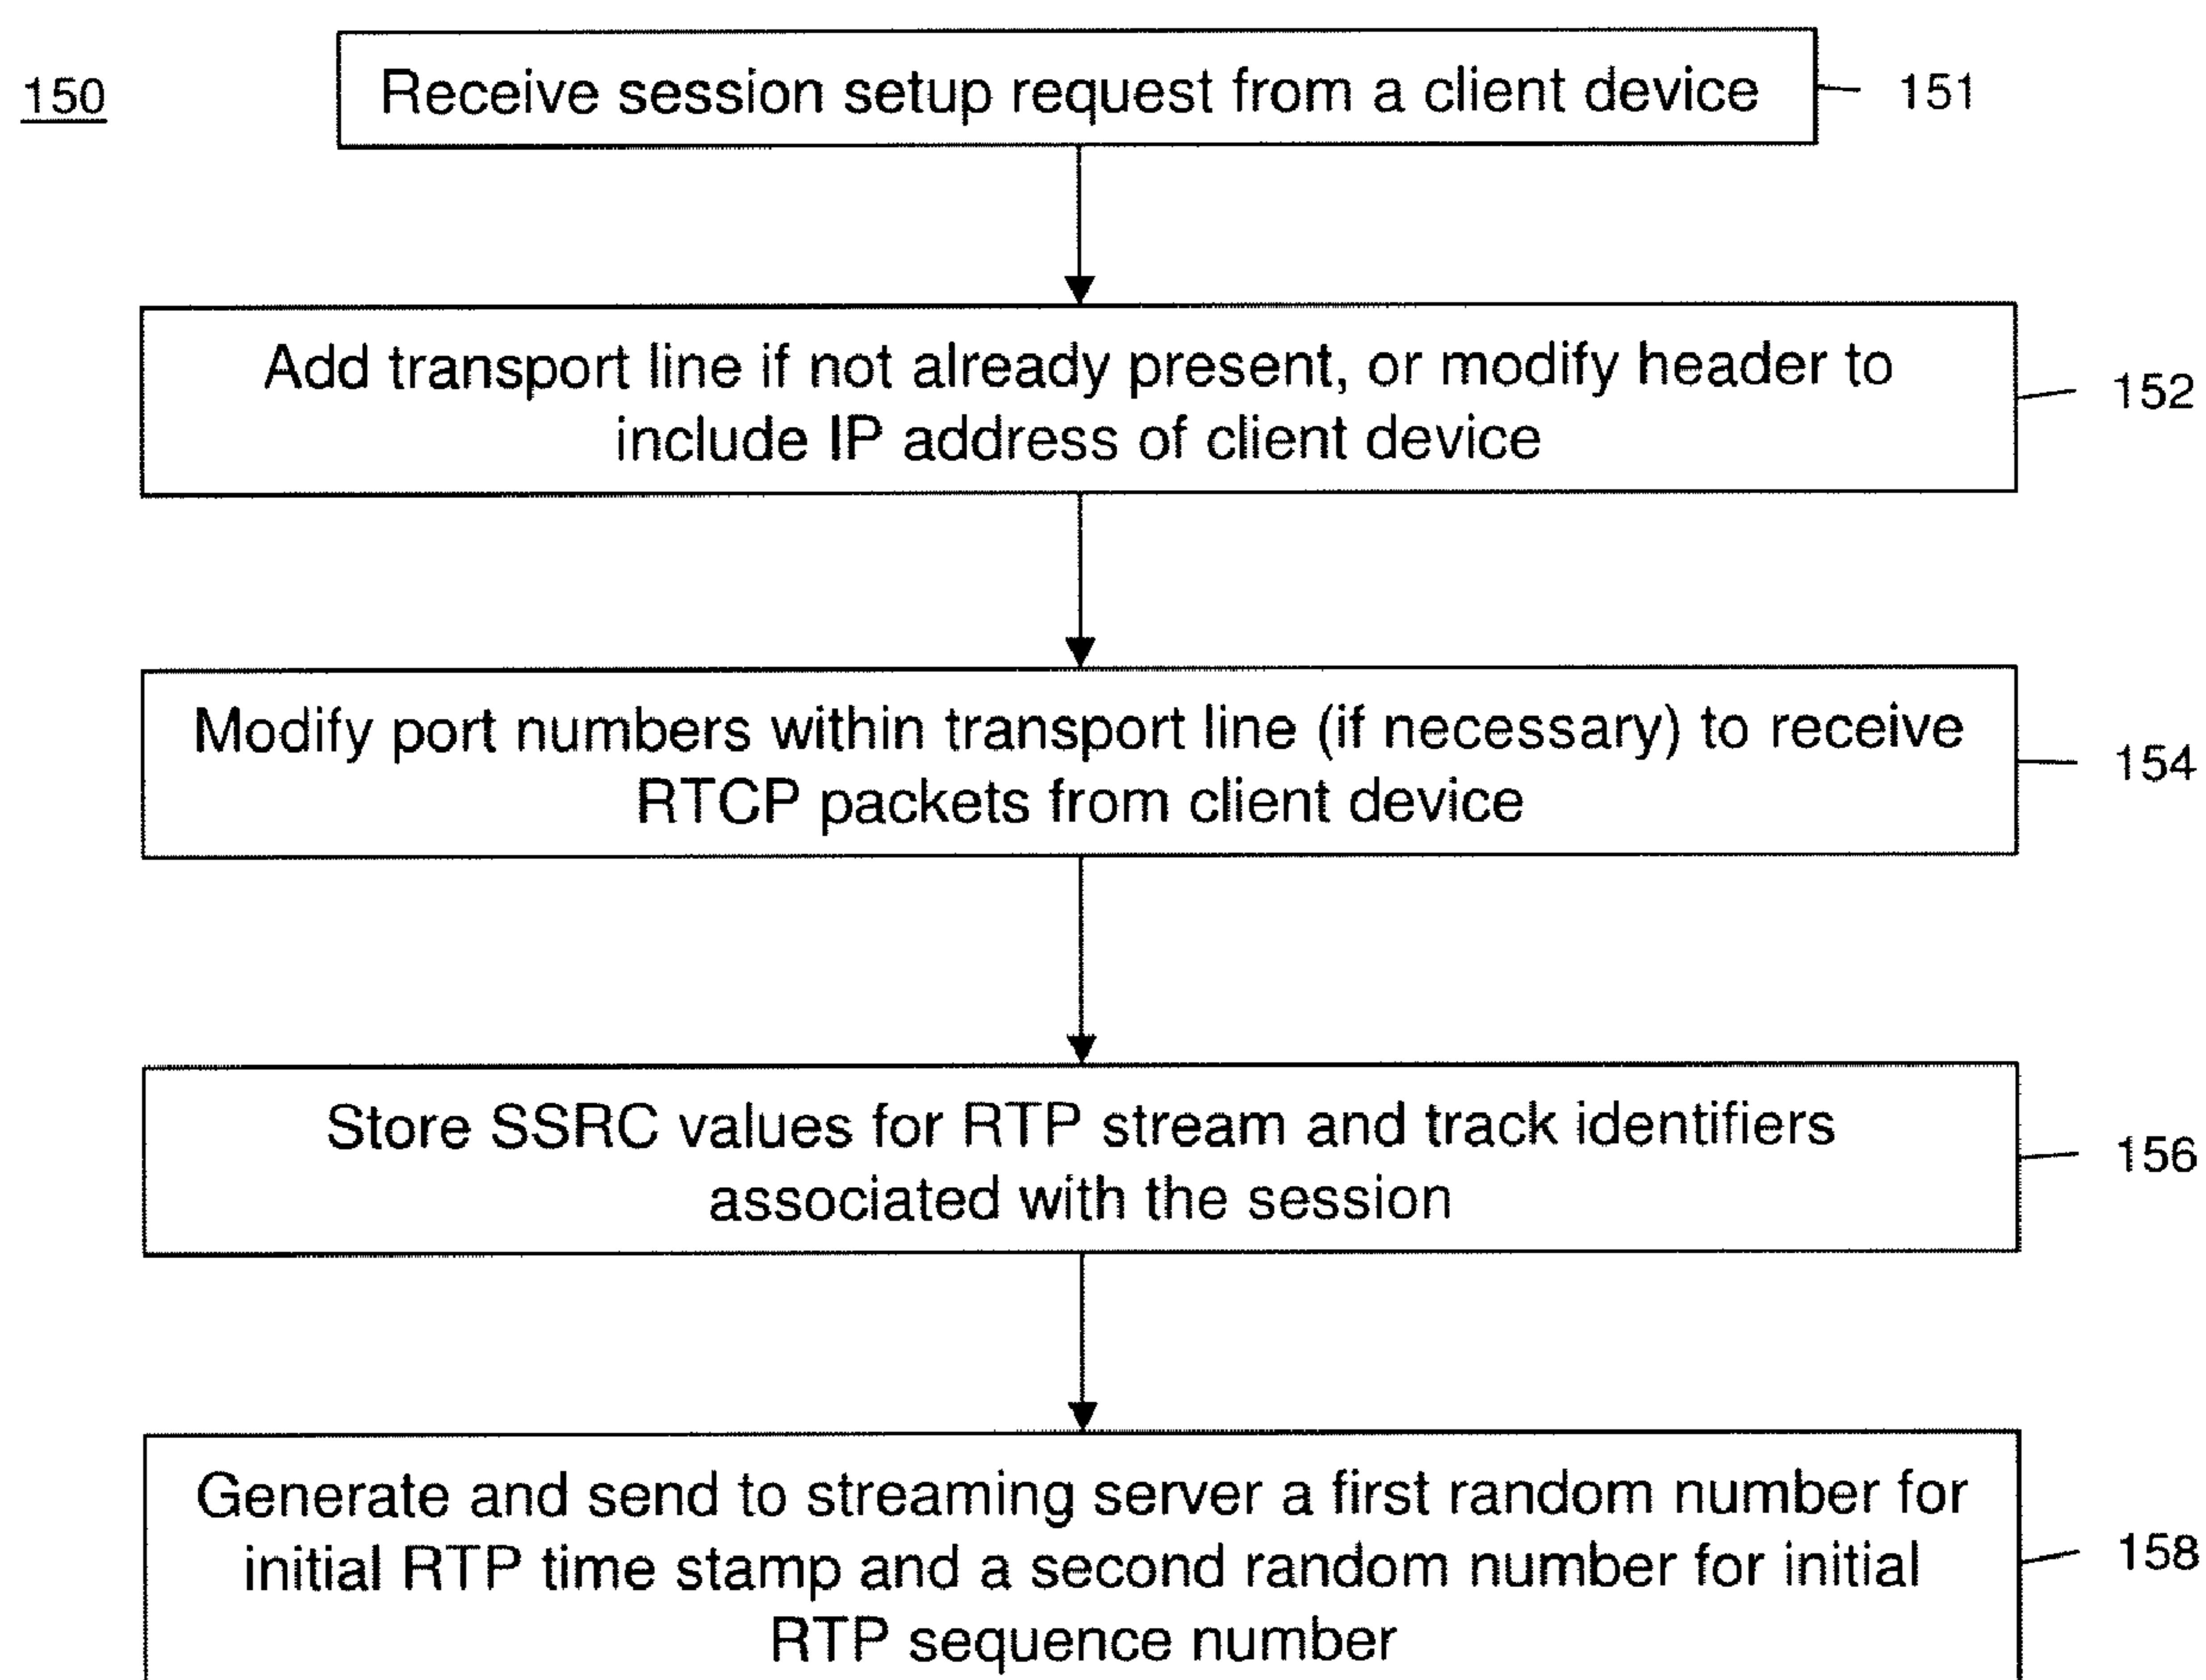 150
Receive session setup request from a client device
151
Add transport line if not already present, or modify header to
include IP address of client device
152
Modify port numbers within transport line (if necessary) to receive
RTCP packets from client device
154
Store SSRC values for RTP stream and track identifiers
associated with the session
156
Generate and send to streaming server a first random number for
initial RTP time stamp and a second random number for initial
RTP sequence number
158